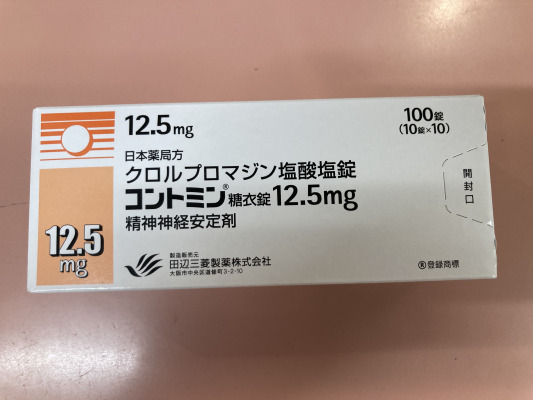 12.5mg
100錠
(10錠×10)
日本薬局方
クロルプロマジン塩酸塩錠
コントミン®糖衣錠12.5mg
精神神経安定剤
開封口
12.5
mg
製造販売元
田辺三菱製薬株式会社
大阪市中央区道修町3-2-10
®登録商標